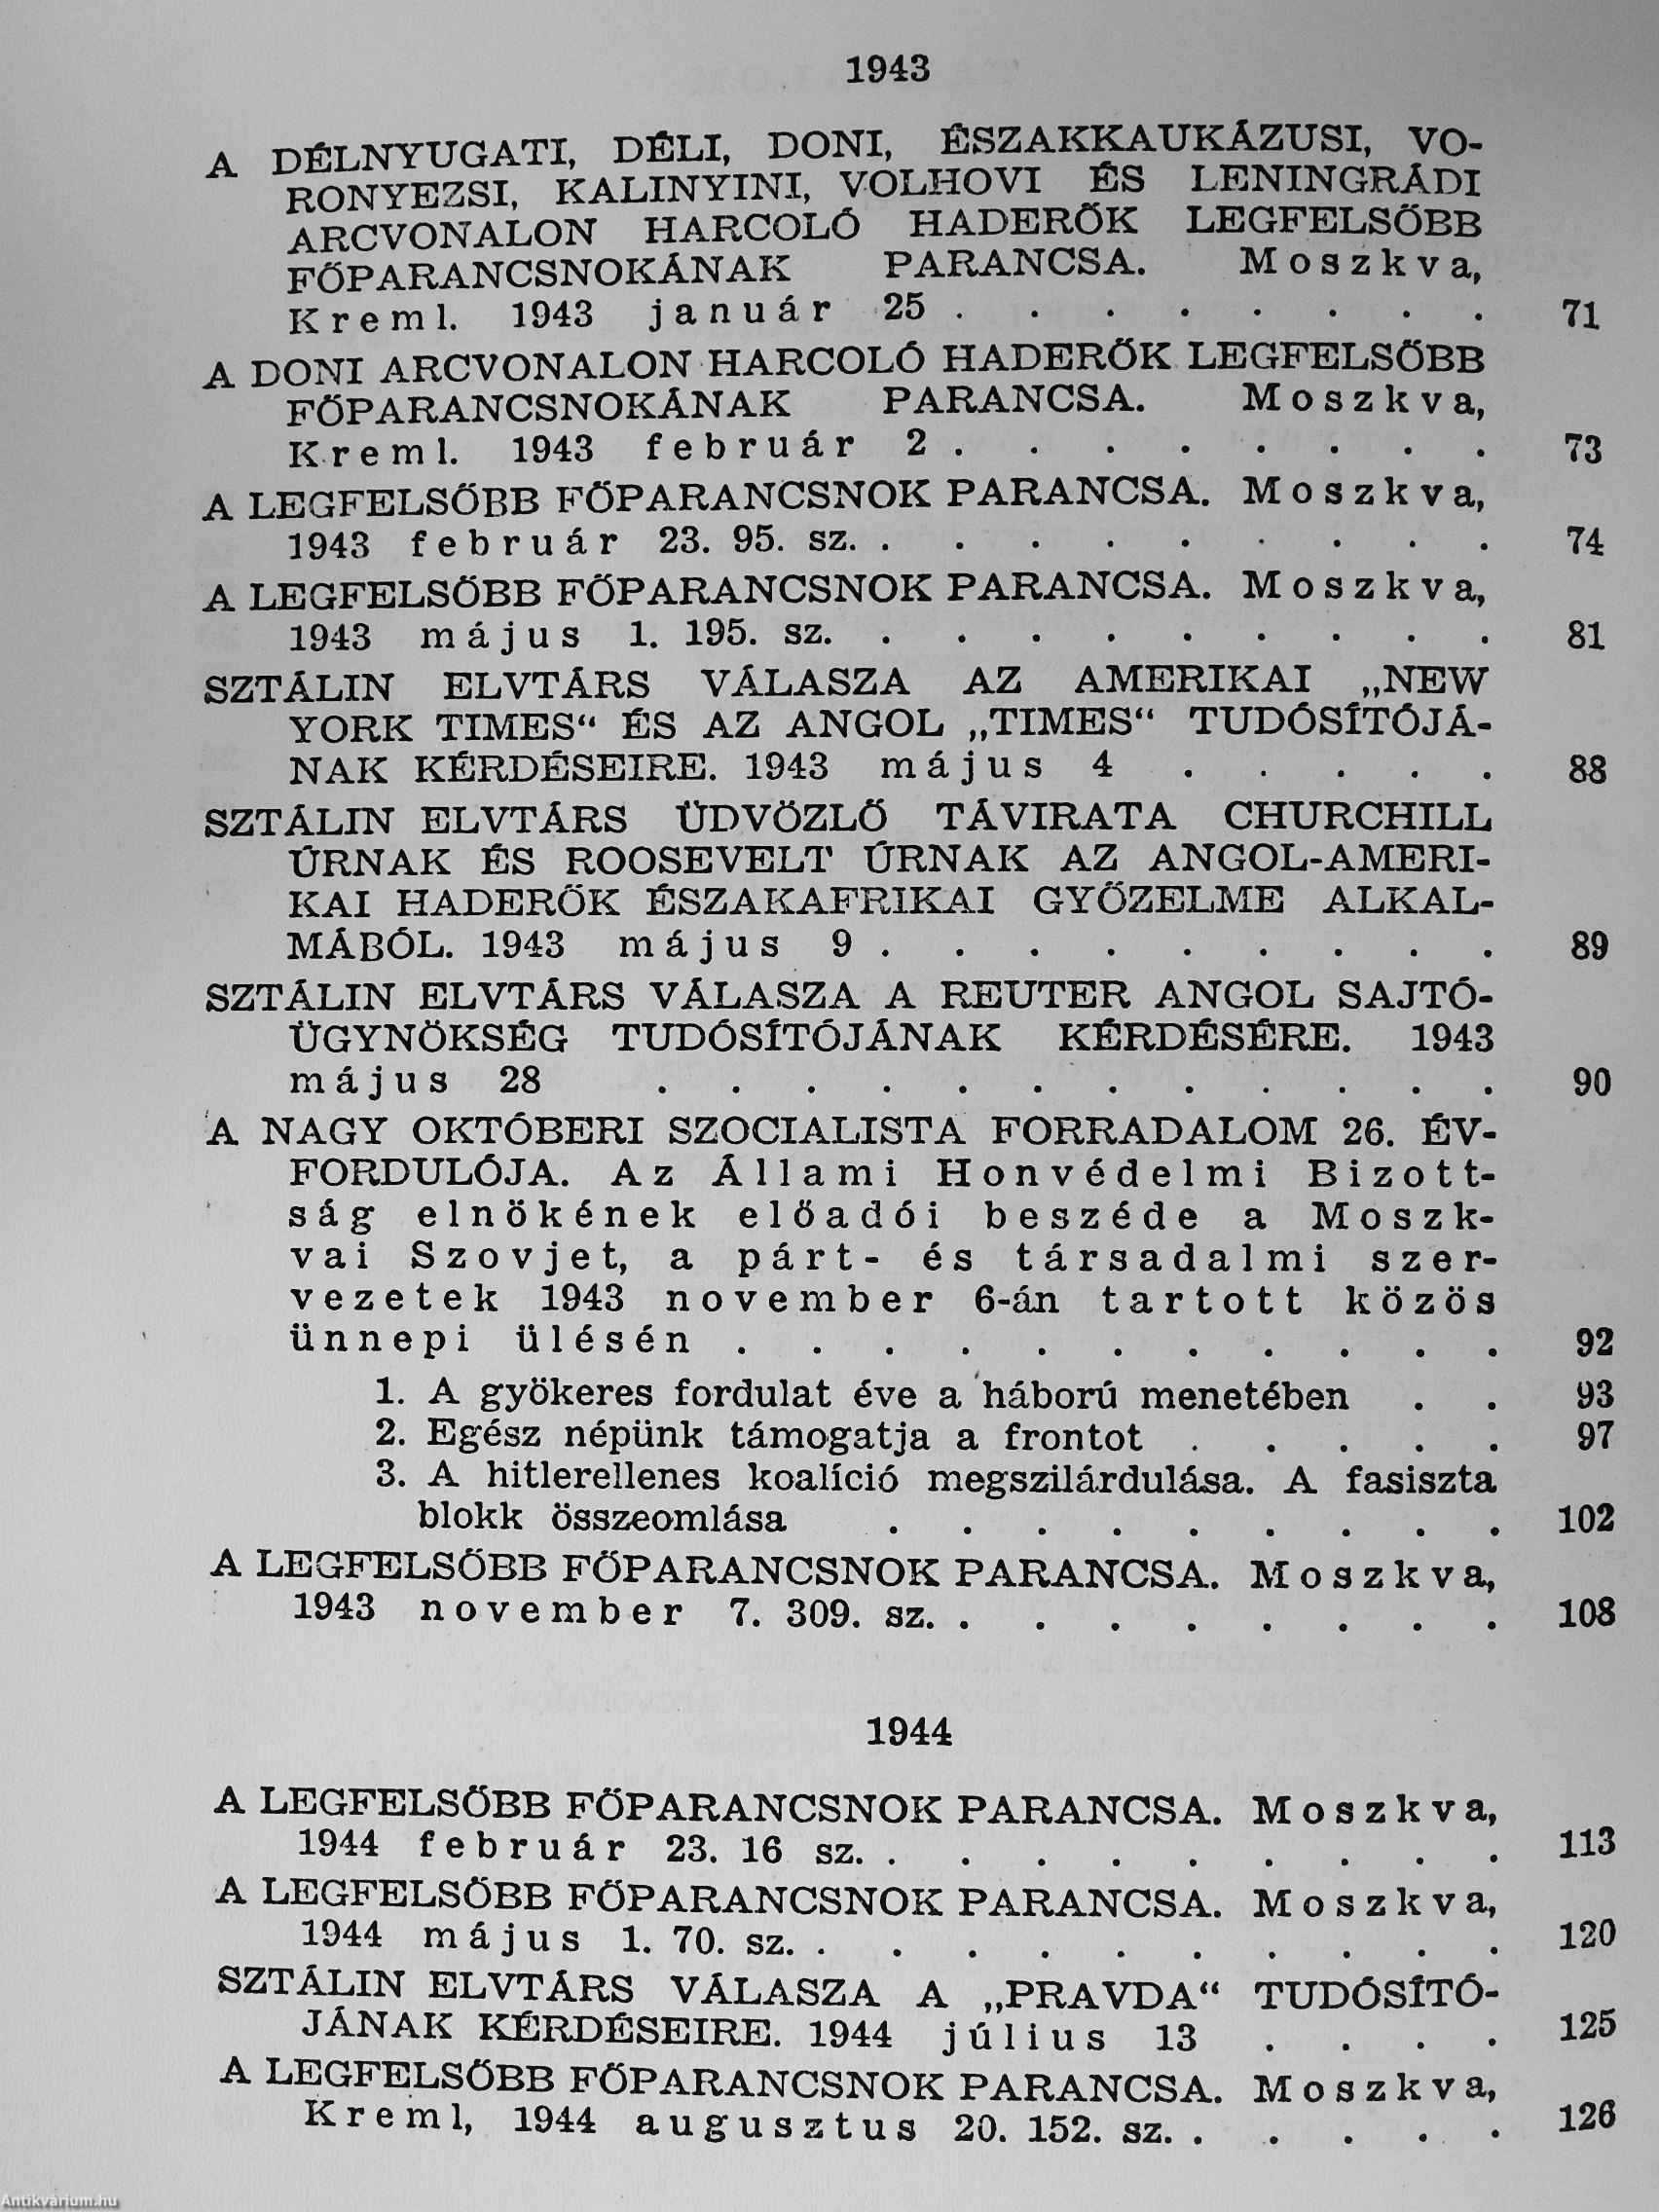 1943
A DÉLNYUGATI, DÉLI, DONI, ÉSZAKKAUKÁZUSI, VO-
RONYEZSI, KALINYINI, VOLHOVI ÉS LENINGRÁDI
ARCVONALON HARCOLÓ HADERŐK LEGFELSŐBB
FŐPARANCSNOKÁNAK PARANCSA. Moszkva,
Kreml. 1943 január 25 . . . . . . . . 71
A DONI ARCVONALON HARCOLÓ HADERŐK LEGFELSŐBB
FŐPARANCSNOKÁNAK PARANCSA. Moszkva,
Kreml. 1943 február 2 . . . . . . . . 73
A LEGFELSŐBB FŐPARANCSNOK PARANCSA. Moszkva,
1943 február 23. 95. sz. . . . . . . . . . 74
A LEGFELSŐBB FŐPARANCSNOK PARANCSA. Moszkva,
1943 május 1. 195. sz. . . . . . . . . . 81
SZTÁLIN ELVTÁRS VÁLASZA AZ AMERIKAI „NEW
YORK TIMES“ ÉS AZ ANGOL „TIMES“ TUDÓSÍTÓJÁ-
NAK KÉRDÉSEIRE. 1943 május 4 . . . . . 88
SZTÁLIN ELVTÁRS ÜDVÖZLŐ TÁVIRATA CHURCHILL
ÚRNAK ÉS ROOSEVELT ÚRNAK AZ ANGOL-AMERI-
KAI HADERŐK ÉSZAKAFRIKAI GYŐZELME ALKAL-
MÁBÓL. 1943 május 9 . . . . . . . . . 89
SZTÁLIN ELVTÁRS VÁLASZA A REUTER ANGOL SAJTÓ-
ÜGYNÖKSÉG TUDÓSÍTÓJÁNAK KÉRDÉSÉRE. 1943
május 28 . . . . . . . . . . . . 90
A NAGY OKTÓBERI SZOCIALISTA FORRADALOM 26. ÉV-
FORDULÓJA. Az Állami Honvédelmi Bizott-
ság elnökének előadói beszéde a Moszk-
vai Szovjet, a párt- és társadalmi szer-
vezetek 1943 november 6-án tartott közös
ünnepi ülésén . . . . . . . . . . . 92
1. A gyökeres fordulat éve a háború menetében . . 93
2. Egész népünk támogatja a frontot . . . . . 97
3. A hitlerellenes koalíció megszilárdulása. A fasiszta
blokk összeomlása . . . . . . . . . 102
A LEGFELSŐBB FŐPARANCSNOK PARANCSA. Moszkva,
1943 november 7. 309. sz. . . . . . . . . 108
1944
A LEGFELSŐBB FŐPARANCSNOK PARANCSA. Moszkva,
1944 február 23. 16 sz. . . . . . . . . . 113
A LEGFELSŐBB FŐPARANCSNOK PARANCSA. Moszkva,
1944 május 1. 70. sz. . . . . . . . . . . 120
SZTÁLIN ELVTÁRS VÁLASZA A „PRAVDA“ TUDÓSÍTÓ-
JÁNAK KÉRDÉSEIRE. 1944 július 13 . . . . 125
A LEGFELSŐBB FŐPARANCSNOK PARANCSA. Moszkva,
Kreml, 1944 augusztus 20. 152. sz. . . . . . 126
Antikvárium.hu